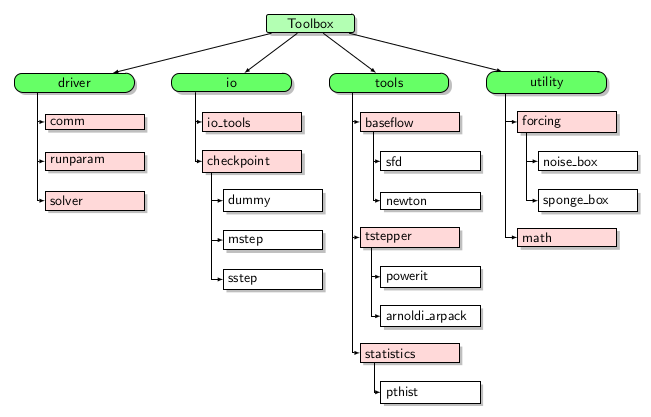 Toolbox
driver
comm
runparam
solver
io
io_tools
checkpoint
dummy
mstep
sstep
tools
baseflow
sfd
newton
tstepper
powerit
arnoldi_arpack
statistics
pthist
utility
forcing
noise_box
sponge_box
math